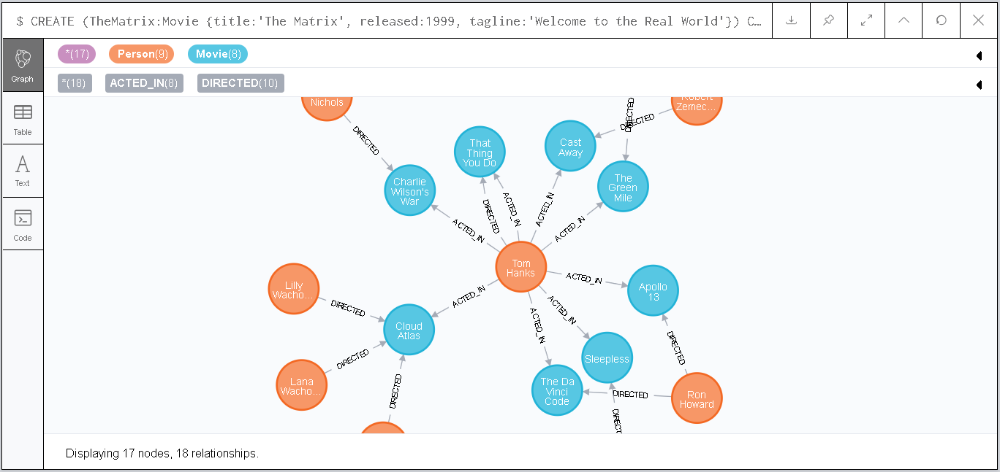 $ CREATE (TheMatrix:Movie {title:'The Matrix', released:1999, tagline:'Welcome to the Real World'}) C…
Graph
*(17) Person(9) Movie(8)
*(18) ACTED_IN(8) DIRECTED(10)
Table
Text
Code
Nichols
Robert
Zemec...
DIRECTED
DIRECTED
DIRECTED
That
Thing
You Do
Cast
Away
Charlie
Wilson's
War
The
Green
Mile
ACTED_IN
DIRECTED
ACTED_IN
ACTED_IN
ACTED_IN
Tom
Hanks
Lilly
Wacho...
DIRECTED
ACTED_IN
ACTED_IN
Apollo
13
Cloud
Atlas
ACTED_IN
ACTED_IN
DIRECTED
Sleepless
DIRECTED
Lana
Wacho...
DIRECTED
The Da
Vinci
Code
DIRECTED
Ron
Howard
DIRECT
Displaying 17 nodes, 18 relationships.